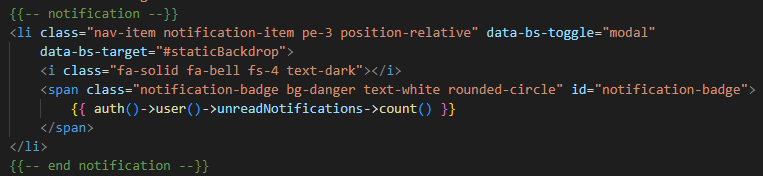 {{-- notification --}}
<li class="nav-item notification-item pe-3 position-relative" data-bs-toggle="modal"
    data-bs-target="#staticBackdrop">
    <i class="fa-solid fa-bell fs-4 text-dark"></i>
    <span class="notification-badge bg-danger text-white rounded-circle" id="notification-badge">
        {{ auth()->user()->unreadNotifications->count() }}
    </span>
</li>
{{-- end notification --}}